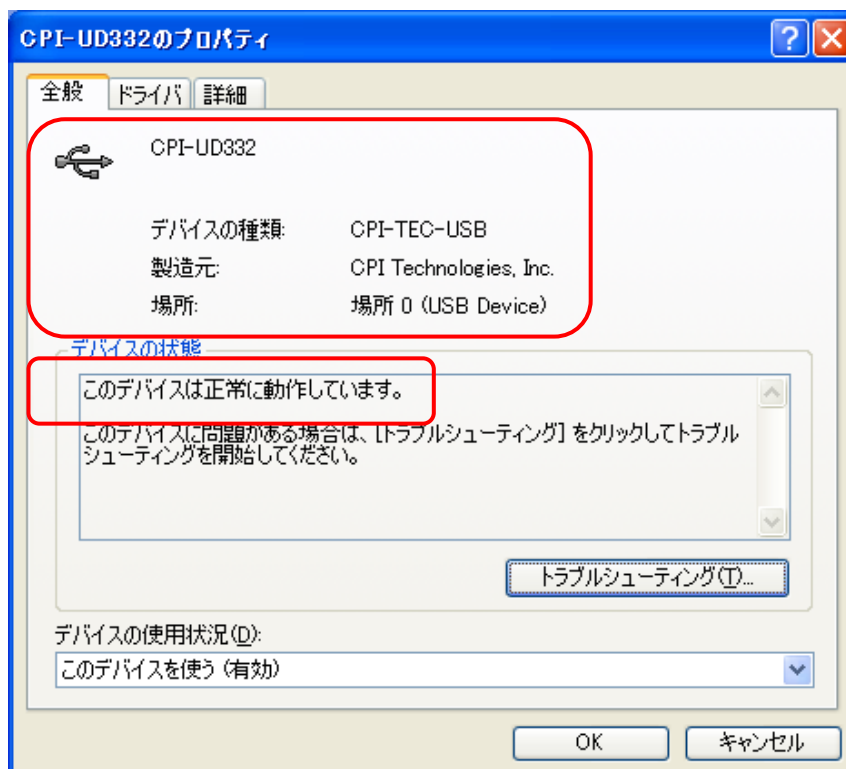 CPI-UD332のプロパティ
全般 ドライバ 詳細
CPI-UD332
デバイスの種類: CPI-TEC-USB
製造元: CPI Technologies, Inc.
場所: 場所 0 (USB Device)
デバイスの状態
このデバイスは正常に動作しています。
このデバイスに問題がある場合は、[トラブルシューティング] をクリックしてトラブル
シューティングを開始してください。
トラブルシューティング(T)...
デバイスの使用状況(D):
このデバイスを使う (有効)
OK キャンセル